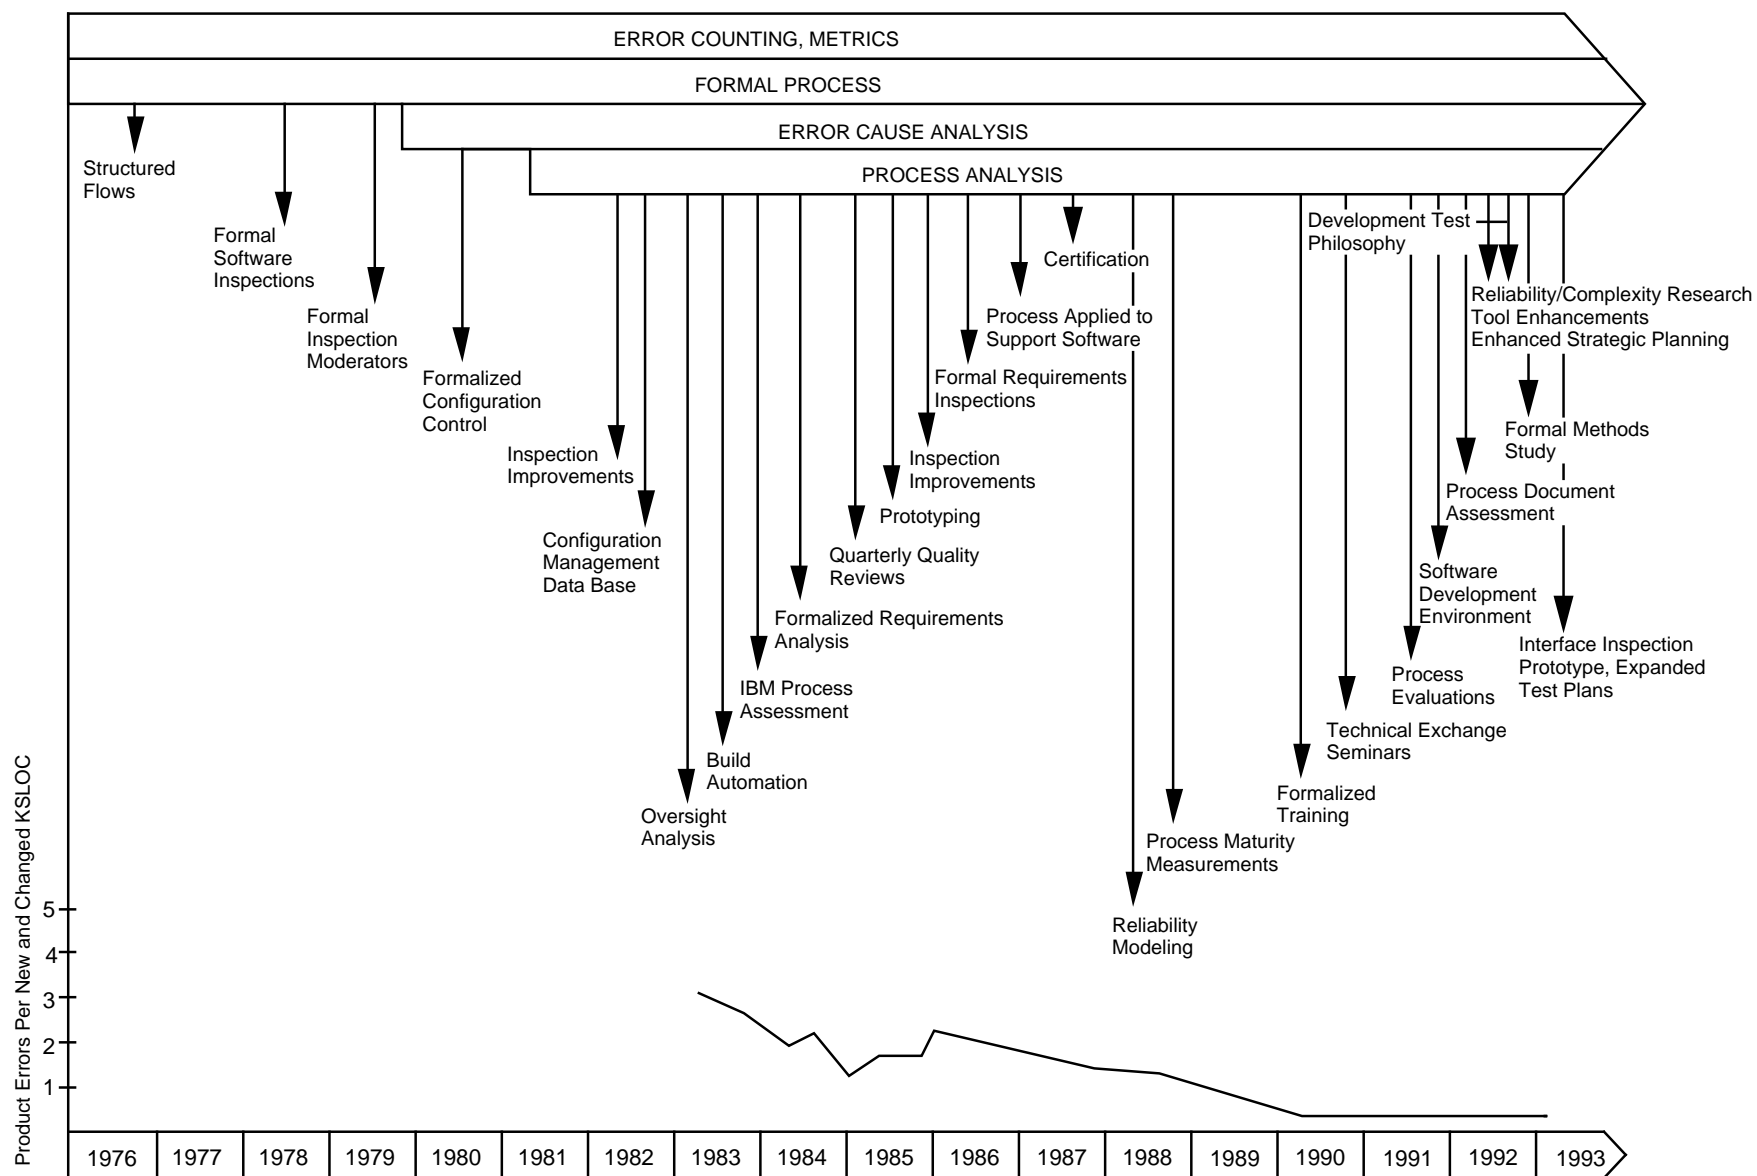 ERROR COUNTING, METRICS
FORMAL PROCESS
ERROR CAUSE ANALYSIS
PROCESS ANALYSIS
Structured
Flows
Formal
Software
Inspections
Formal
Inspection
Moderators
Formalized
Configuration
Control
Inspection
Improvements
Configuration
Management
Data Base
Oversight
Analysis
Build
Automation
IBM Process
Assessment
Formalized Requirements
Analysis
Quarterly Quality
Reviews
Prototyping
Inspection
Improvements
Formal Requirements
Inspections
Process Applied to
Support Software
Certification
Reliability
Modeling
Process Maturity
Measurements
Formalized
Training
Technical Exchange
Seminars
Process
Evaluations
Software
Development
Environment
Process Document
Assessment
Development Test
Philosophy
Reliability/Complexity Research
Tool Enhancements
Enhanced Strategic Planning
Formal Methods
Study
Interface Inspection
Prototype, Expanded
Test Plans
Product Errors Per New and Changed KSLOC
5
4
3
2
1
1976 1977 1978 1979 1980 1981 1982 1983 1984 1985 1986 1987 1988 1989 1990 1991 1992 1993